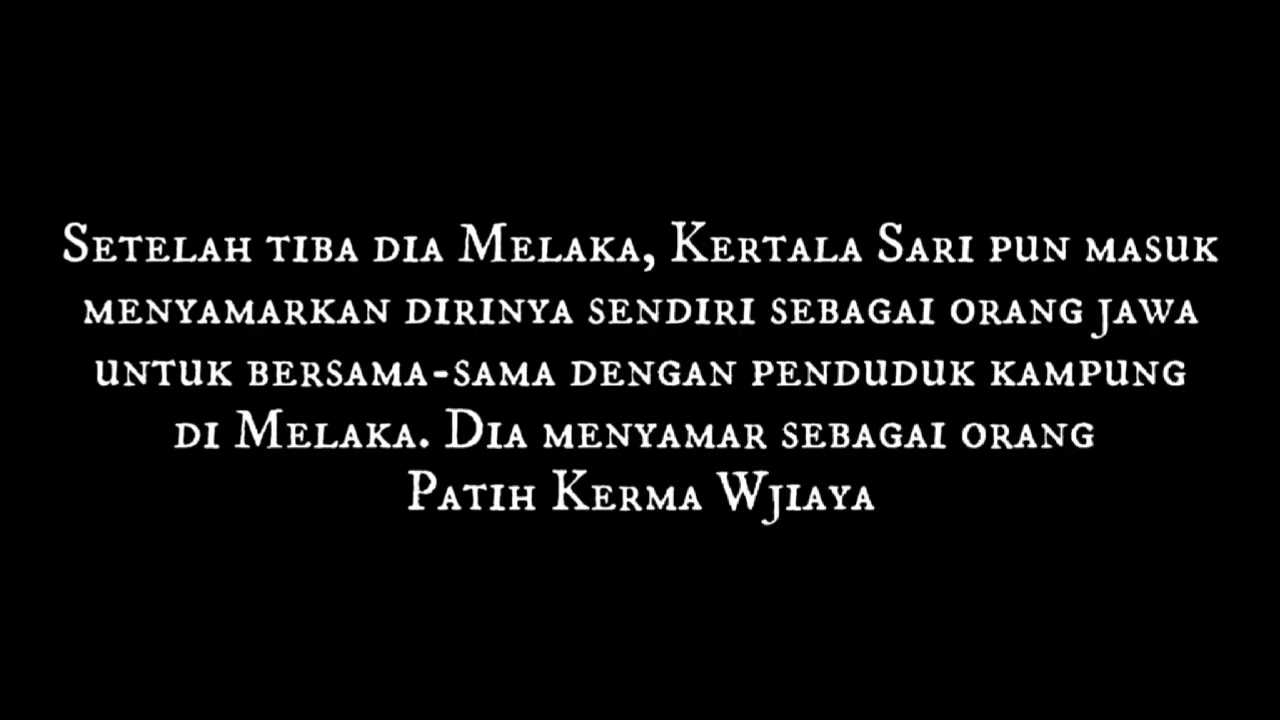 Setelah tiba dia Melaka, Kertala Sari pun masuk
menyamarkan dirinya sendiri sebagai orang jawa
untuk bersama-sama dengan penduduk kampung
di Melaka. Dia menyamar sebagai orang
Patih Kerma Wjiaya